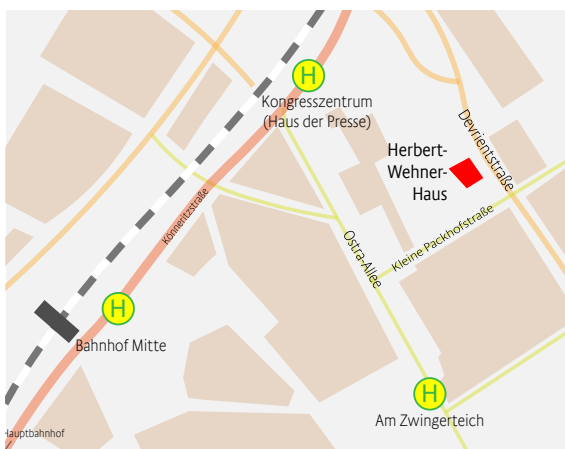 H
Kongresszentrum
(Haus der Presse)
Devrientstraße
Herbert-
Wehner-
Haus
Könneritzstraße
Ostra-Allee
Kleine Packhofstraße
H
Bahnhof Mitte
H
Am Zwingerteich
Hauptbahnhof